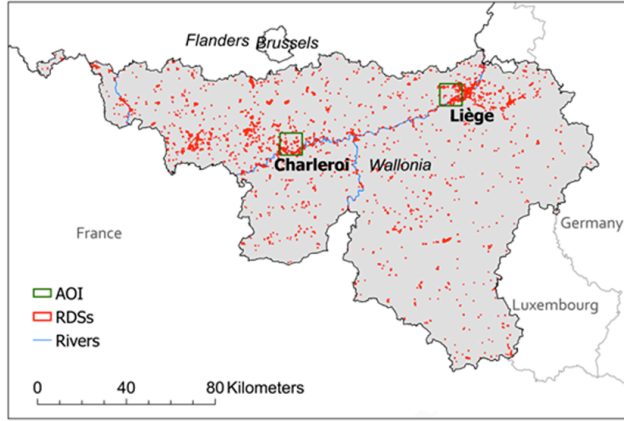 Flanders Brussels
Liège
Charleroi Wallonia
Germany
France
Luxembourg
AOI
RDSs
Rivers
0 40 80 Kilometers